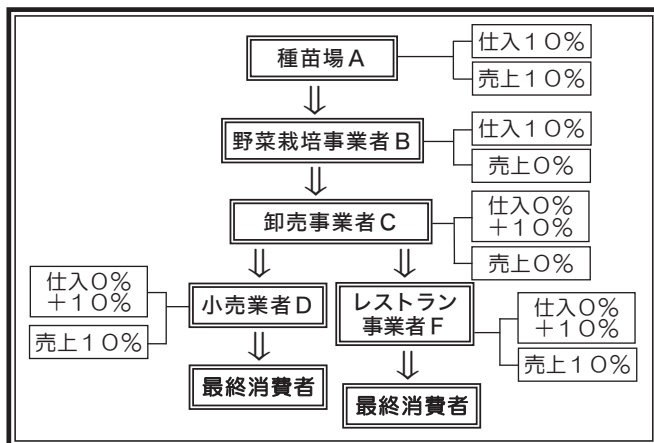 種苗場A
仕入10%
売上10%
野菜栽培事業者B
仕入10%
売上0%
卸売事業者C
仕入0%
+10%
売上0%
小売業者D
仕入0%
+10%
売上10%
レストラン
事業者F
仕入0%
+10%
売上10%
最終消費者
最終消費者